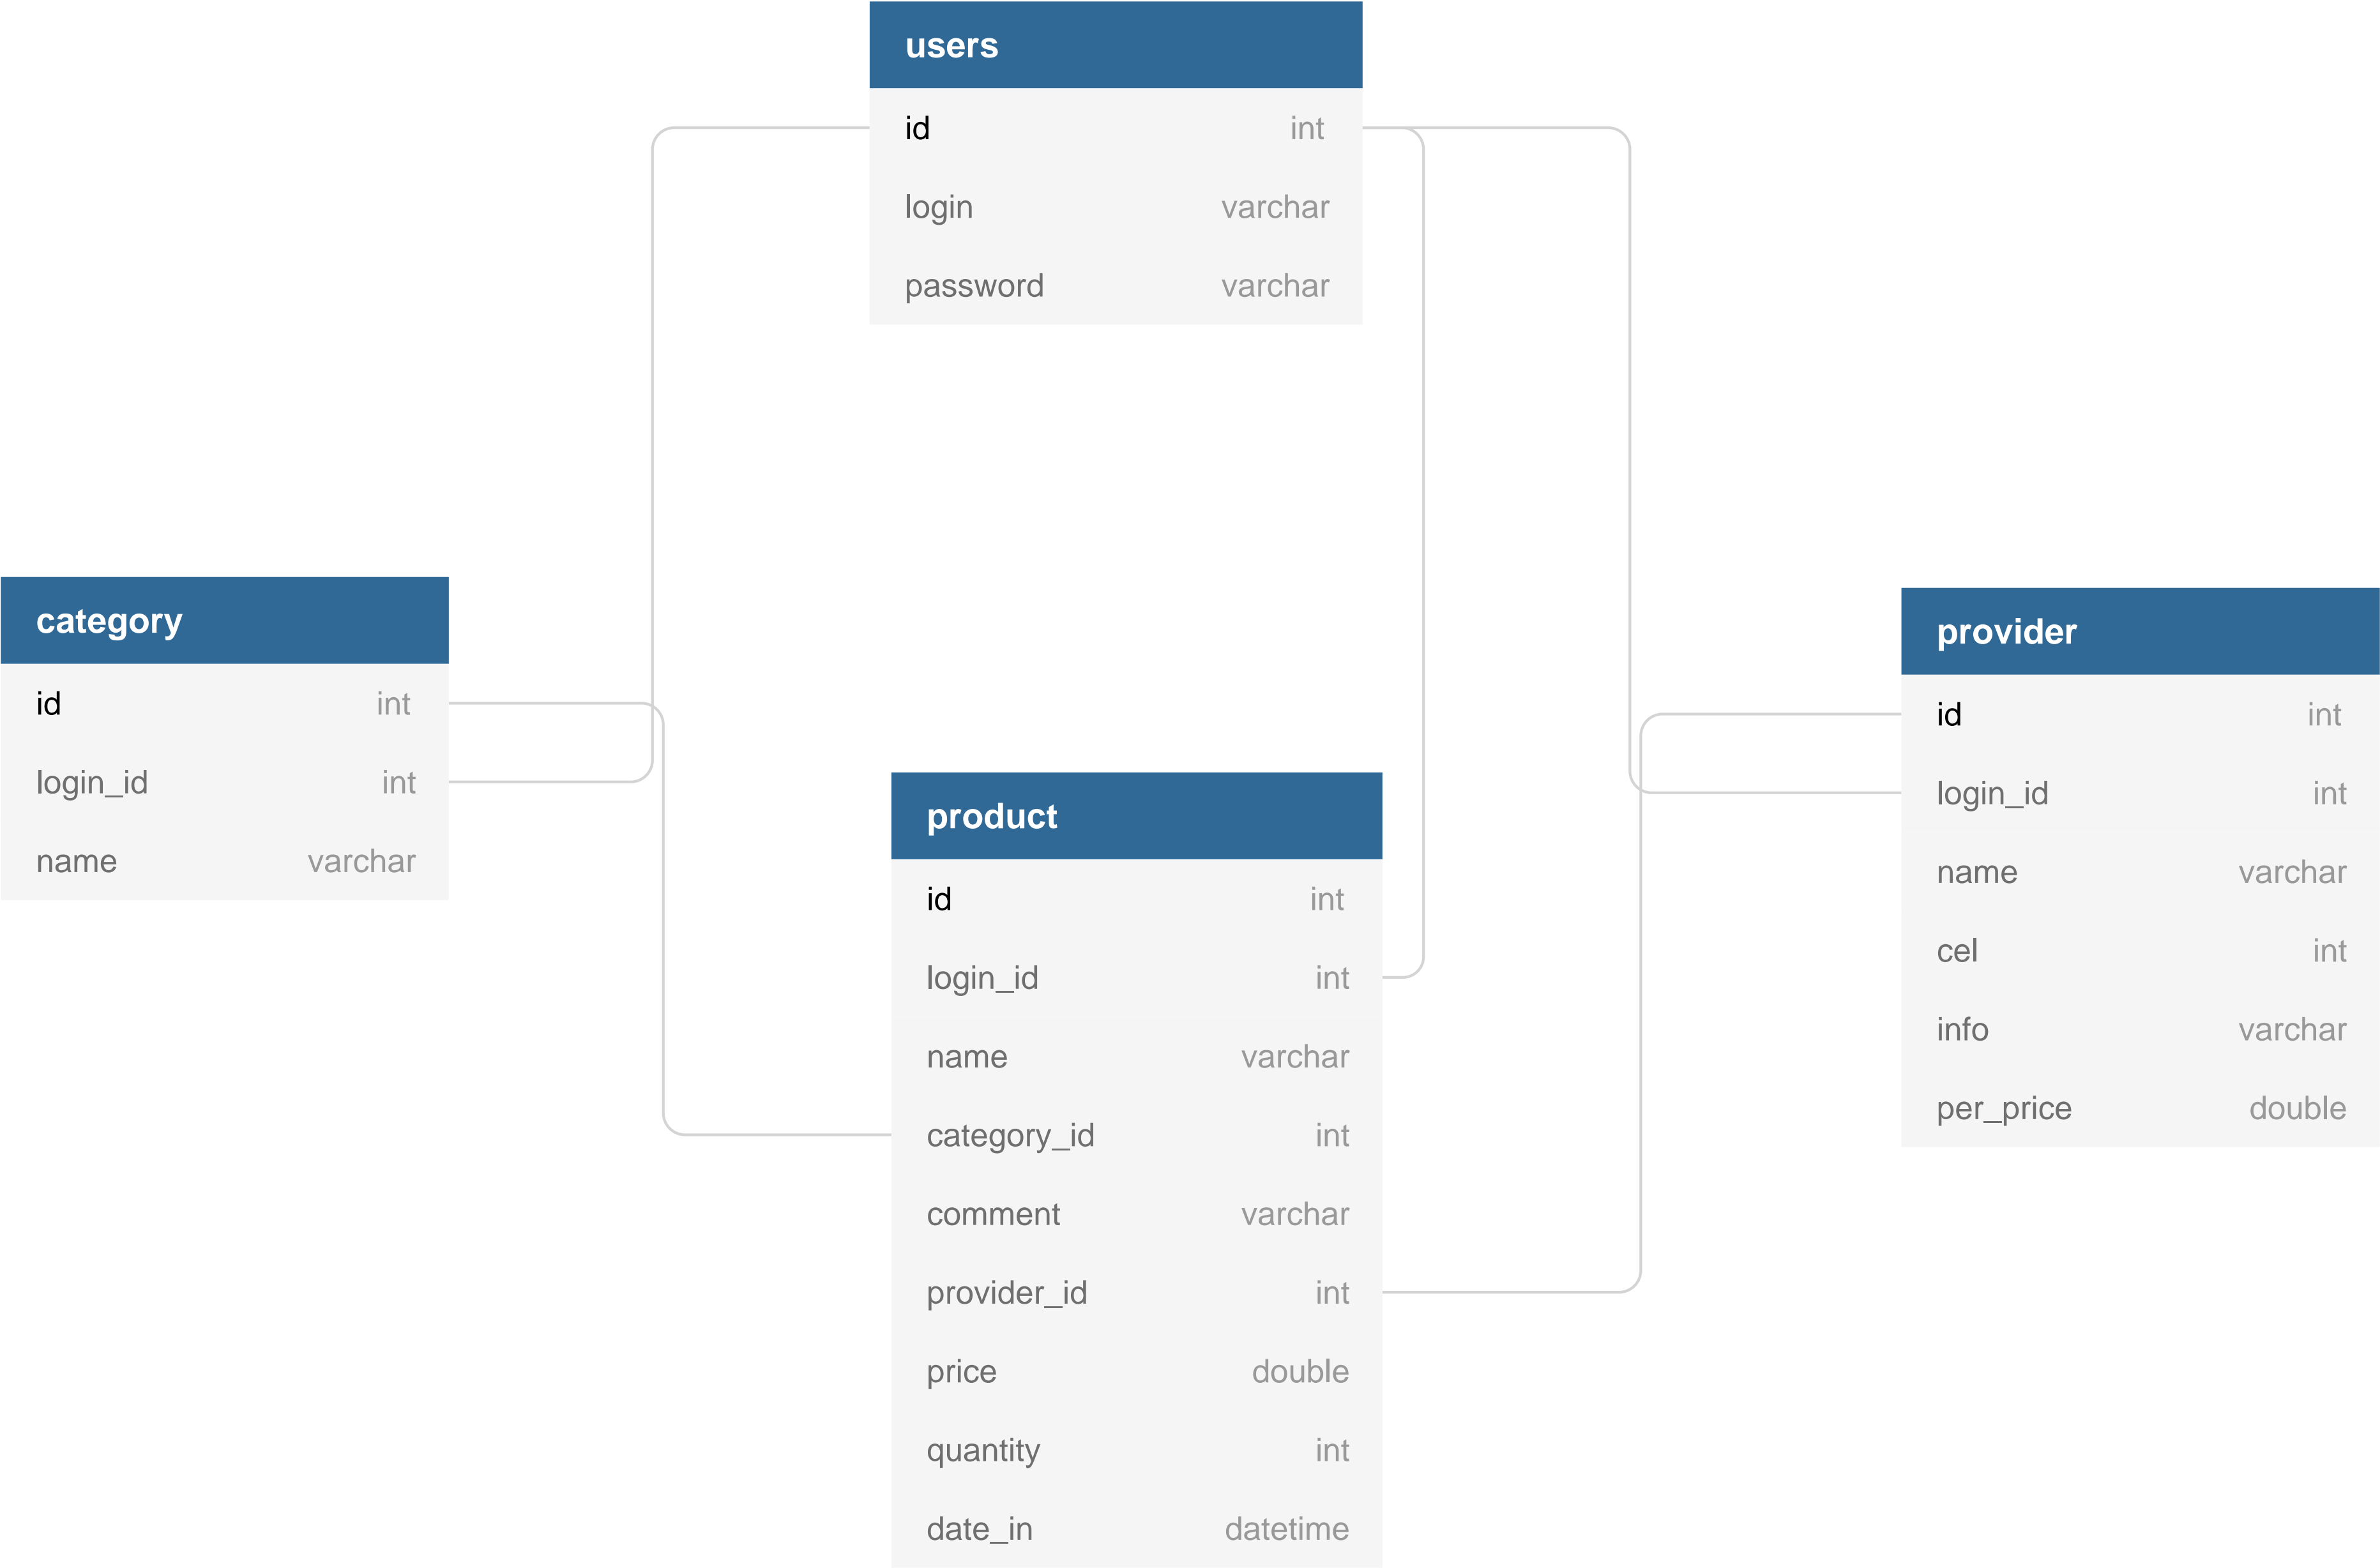 users
id int
login varchar
password varchar
category
id int
login_id int
name varchar
product
id int
login_id int
name varchar
category_id int
comment varchar
provider_id int
price double
quantity int
date_in datetime
provider
id int
login_id int
name varchar
cel int
info varchar
per_price double